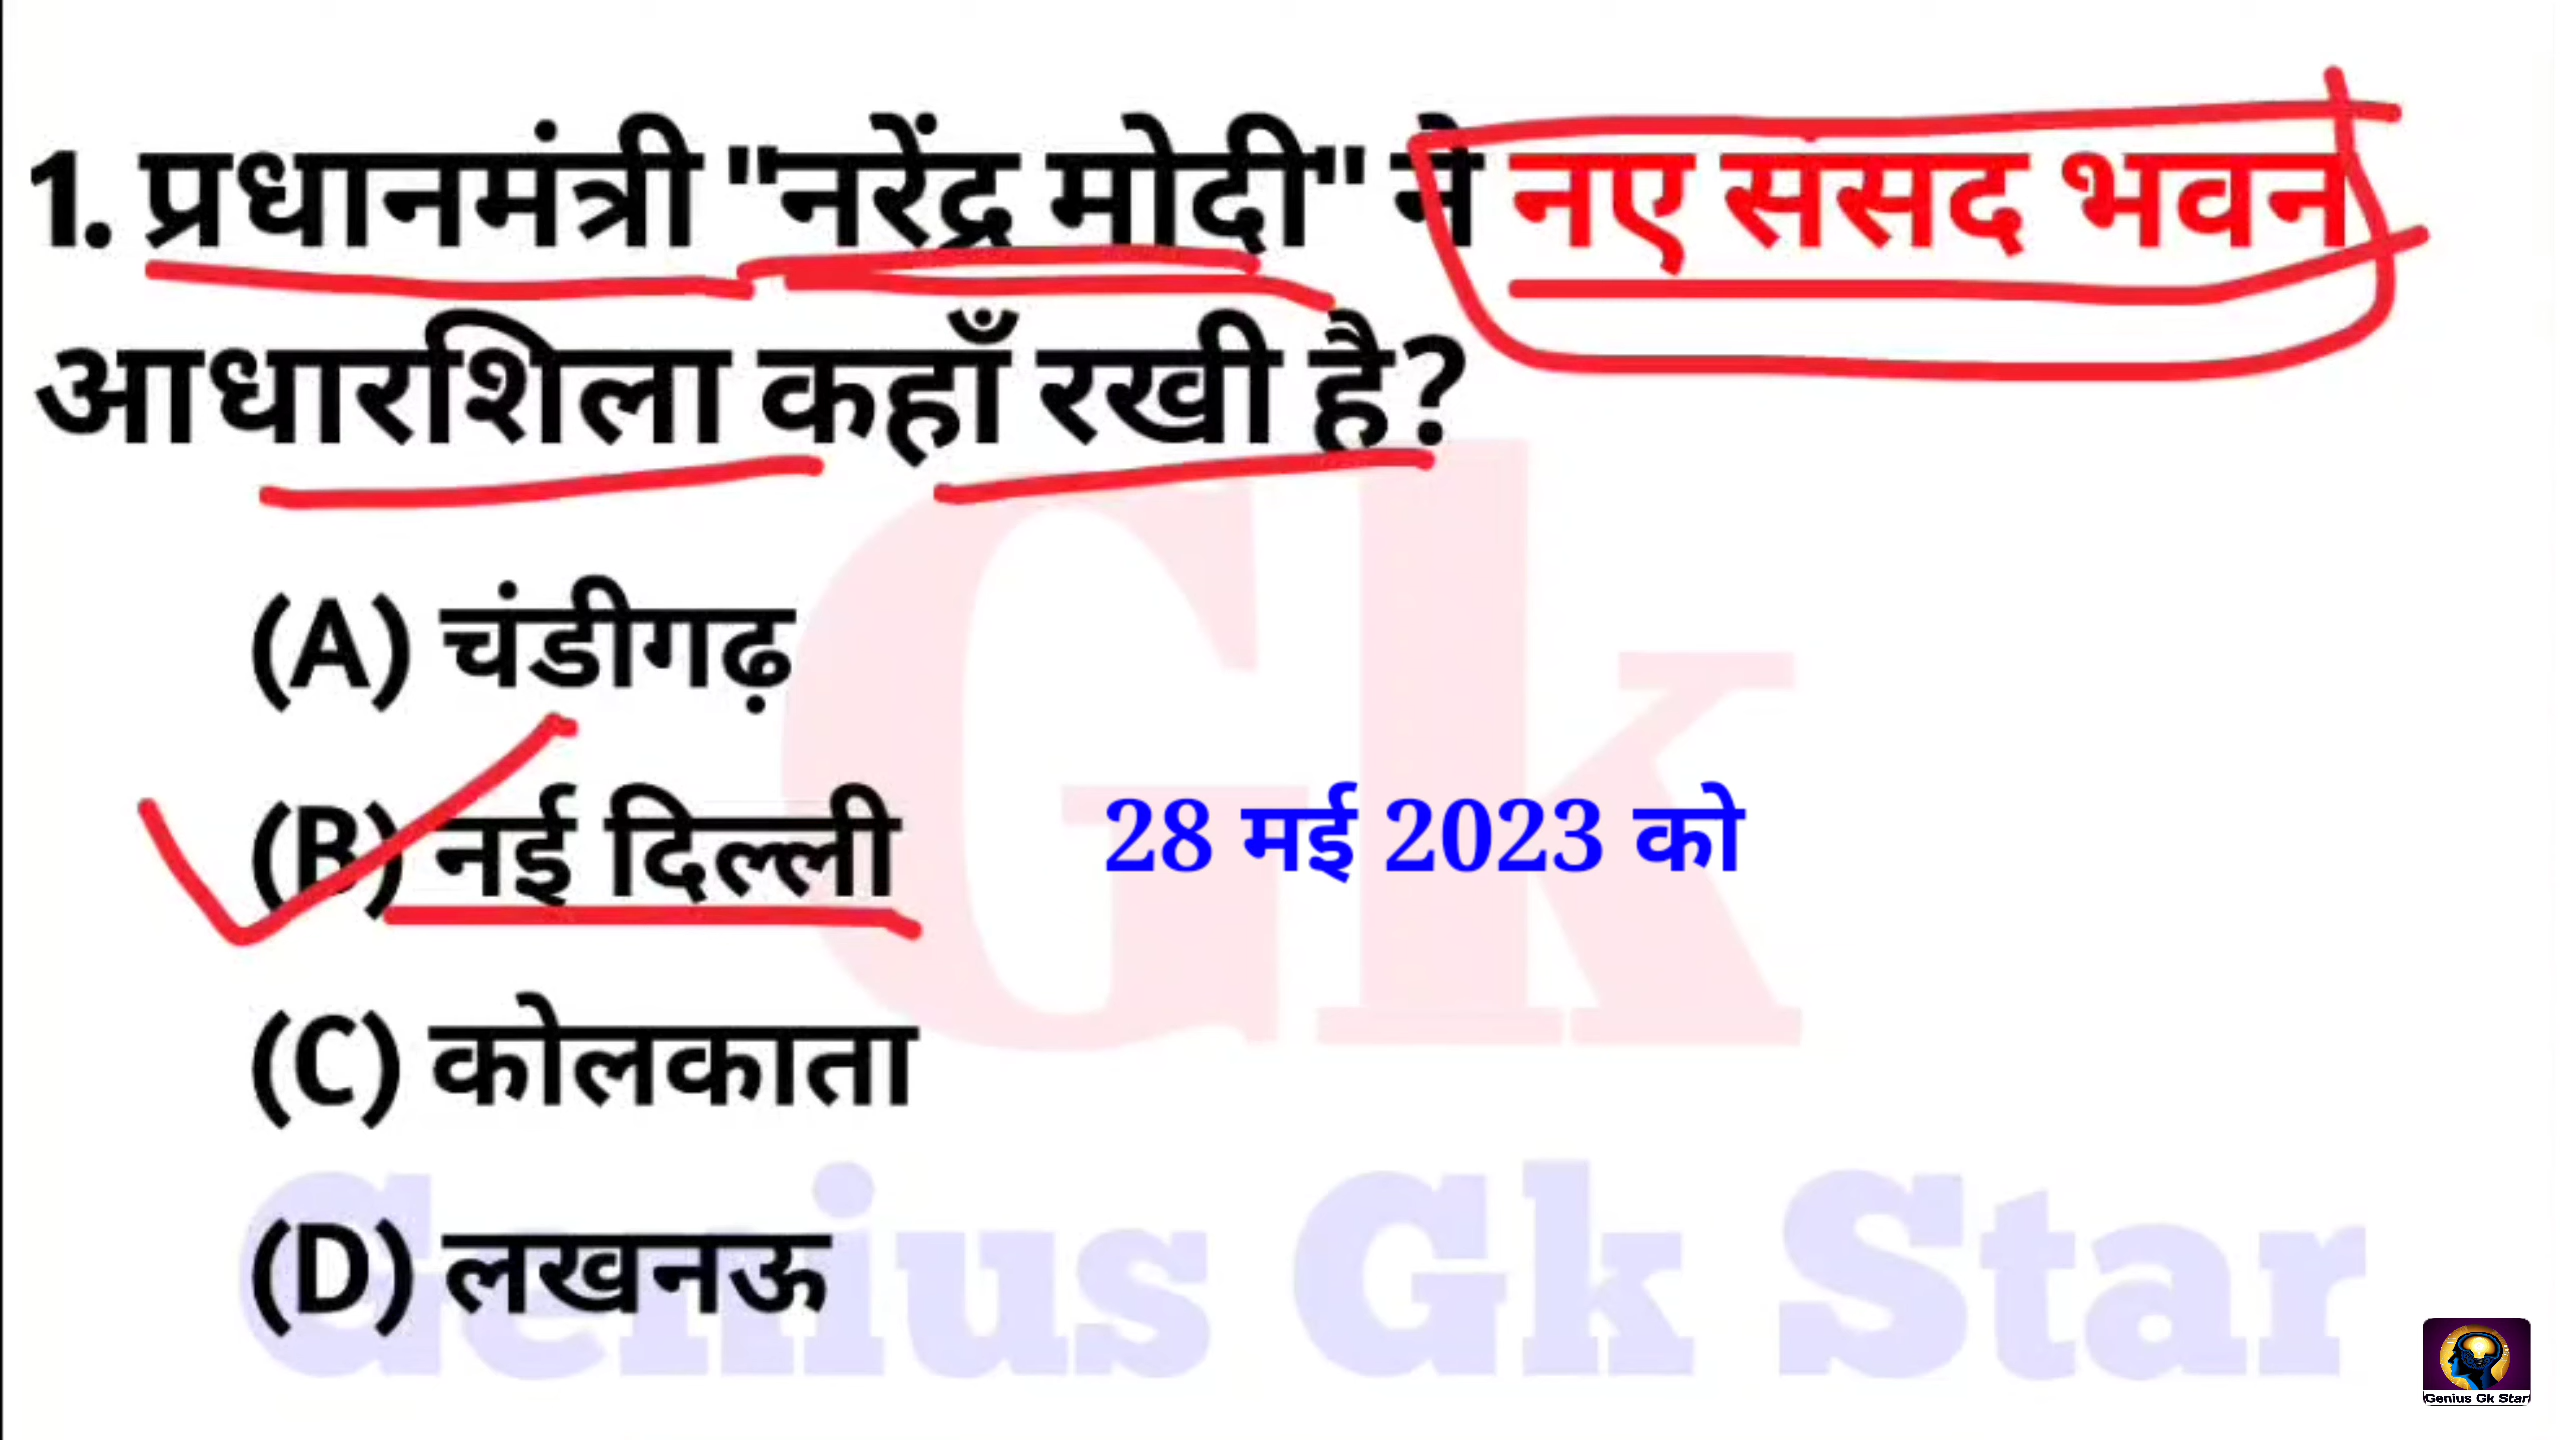 1. प्रधानमंत्री "नरेंद्र मोदी" ने नए संसद भवन
आधारशिला कहाँ रखी है?
(A) चंडीगढ़
(B) नई दिल्ली
28 मई 2023 को
(C) कोलकाता
(D) लखनऊ
Gk
Genius Gk Star
Genius Gk Star